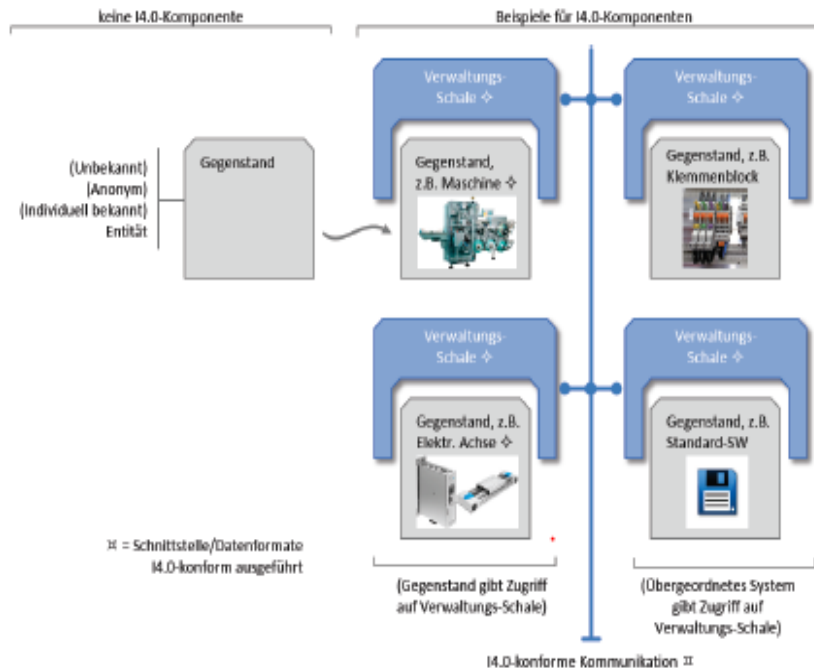 keine I4.0-Komponente
Beispiele für I4.0-Komponenten
(Unbekannt)
(Anonym)
(Individuell bekannt)
Entität
Gegenstand
Verwaltungs-
Schale ✧
Gegenstand,
z.B. Maschine ✧
Verwaltungs-
Schale ✧
Gegenstand, z.B.
Klemmenblock
Verwaltungs-
Schale ✧
Gegenstand, z.B.
Elektr. Achse ✧
Verwaltungs-
Schale ✧
Gegenstand, z.B.
Standard-SW
¤ = Schnittstelle/Datenformate
I4.0-konform ausgeführt
(Gegenstand gibt Zugriff
auf Verwaltungs-Schale)
(Übergeordnetes System
gibt Zugriff auf
Verwaltungs-Schale)
I4.0-konforme Kommunikation ¤